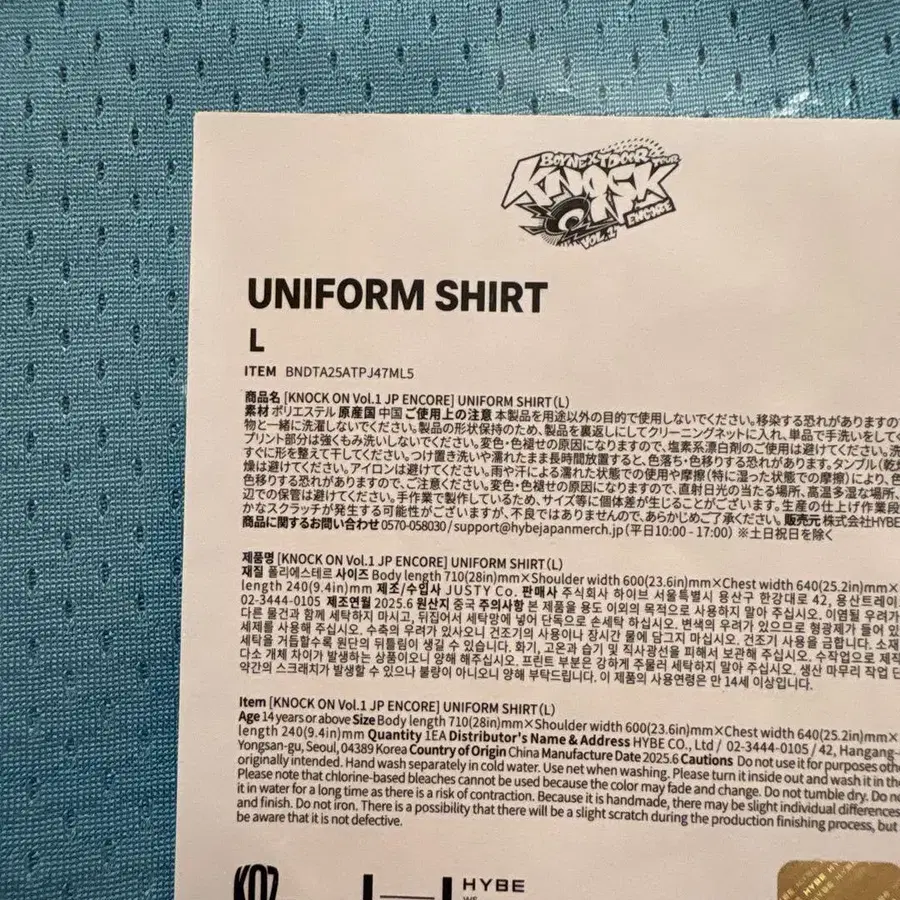 BOYNEXTDOOR TOUR
KNOCK
ON
VOL.1
ENCORE
UNIFORM SHIRT
L
ITEM BNDTA25ATPJ47ML5
商品名 [KNOCK ON Vol.1 JP ENCORE] UNIFORM SHIRT(L)
素材 ポリエステル 原産国 中国 ご使用上の注意 本製品を用途以外の目的で使用しないでください。移染する恐れがありますの
物と一緒に洗濯しないでください。製品の形状保持のため、製品を裏返しにしてクリーニングネットに入れ、単品で手洗いをしてく
プリント部分は強くもみ洗いしないでください。変色・色褪せの原因になりますので、塩素系漂白剤のご使用は避けてください。洗
すぐに形を整えて干してください。つけ置き洗いや濡れたまま長時間放置すると、色落ち・色移りする恐れがあります。タンブル(乾
燥は避けてください。アイロンは避けてください。雨や汗による濡れた状態での使用や摩擦(特に湿った状態での摩擦)により、色
色移りする恐れがありますので、ご注意ください。変色・色褪せの原因になりますので、直射日光の当たる場所、高温多湿な場所、
辺での保管は避けてください。手作業で製作しているため、サイズ等に個体差が生じることがございます。生産の仕上げ作業段
かなスクラッチが発生する可能性がございますが、不良ではありませんので、あらかじめご了承ください。販売元 株式会社HYBE
商品に関するお問い合わせ 0570-058030 / support@hybejapanmerch.jp (平日10:00 - 17:00) ※土日祝日を除く
제품명 [KNOCK ON Vol.1 JP ENCORE] UNIFORM SHIRT(L)
재질 폴리에스테르 사이즈 Body length 710(28in)mm×Shoulder width 600(23.6in)mm×Chest width 640(25.2in)mm×
length 240(9.4in)mm 제조/수입사 JUSTY Co. 판매사 주식회사 하이브 서울특별시 용산구 한강대로 42, 용산트레이
02-3444-0105 제조연월 2025.6 원산지 중국 주의사항 본 제품을 용도 이외의 목적으로 사용하지 말아 주십시오. 이염될 우려가
다른 물건과 함께 세탁하지 마시고, 뒤집어서 세탁망에 넣어 단독으로 손세탁 하십시오. 변색의 우려가 있으므로 형광제가 들어 있
세제를 사용해 주십시오. 수축의 우려가 있사오니 건조기의 사용이나 장시간 물에 담그지 마십시오. 건조기 사용을 금합니다. 소재
세탁을 거듭할수록 원단의 뒤틀림이 생길 수 있습니다. 화기, 고온과 습기 및 직사광선을 피해서 보관해 주십시오. 수작업으로 제작
다소 개체 차이가 발생하는 상품이오니 양해 해주십시오. 프린트 부분은 강하게 주물러 세탁하지 말아 주십시오. 생산 마무리 작업 단
약간의 스크래치가 발생할 수 있으나 불량이 아니오니 양해 부탁드립니다. 이 제품의 사용연령은 만 14세 이상입니다.
Item [KNOCK ON Vol.1 JP ENCORE] UNIFORM SHIRT(L)
Age 14 years or above Size Body length 710(28in)mm×Shoulder width 600(23.6in)mm×Chest width 640(25.2in)mm×
length 240(9.4in)mm Quantity 1EA Distributor's Name & Address HYBE CO., Ltd / 02-3444-0105 / 42, Hangang-
Yongsan-gu, Seoul, 04389 Korea Country of Origin China Manufacture Date 2025.6 Cautions Do not use it for purposes othe
originally intended. Hand wash separately in cold water. Use net when washing. Please turn it inside out and wash it in the
Please note that chlorine-based bleaches cannot be used because the color may fade and change. Do not tumble dry. Do no
it in water for a long time as there is a risk of contraction. Because it is handmade, there may be slight individual differences
and finish. Do not iron. There is a possibility that there will be a slight scratch during the production finishing process, but
be aware that it is not defective.
KOZ
HYBE